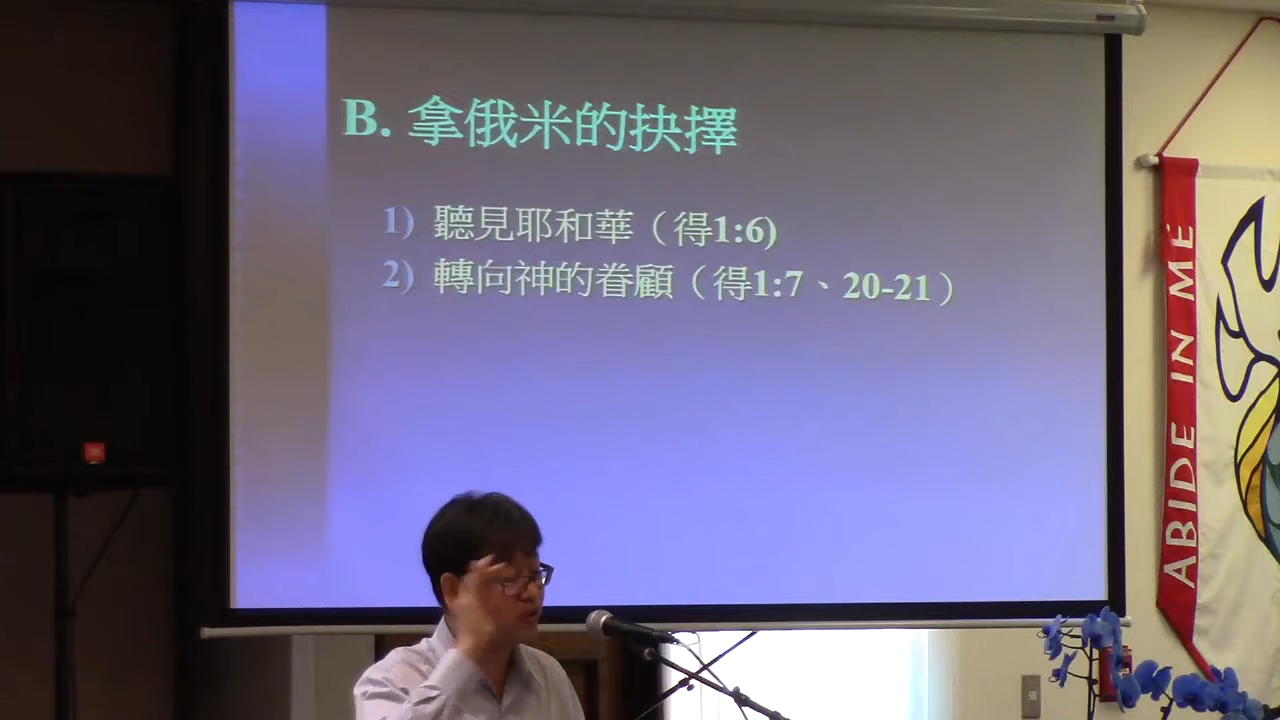 B. 拿俄米的抉擇
1) 聽見耶和華（得1:6)
2) 轉向神的眷顧（得1:7、20-21）
ABIDE IN ME